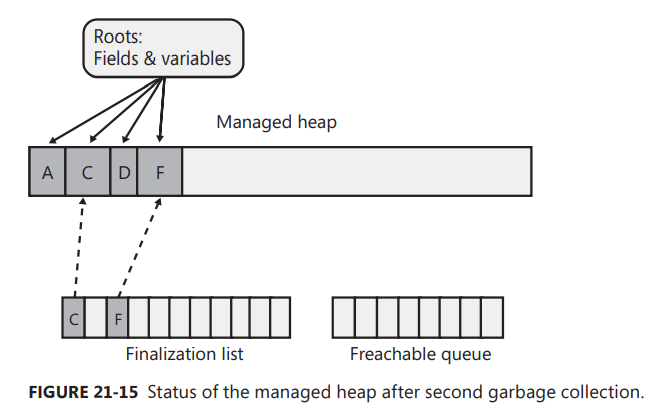 Roots:
Fields & variables
Managed heap
A C D F
C F
Finalization list Freachable queue
FIGURE 21-15 Status of the managed heap after second garbage collection.